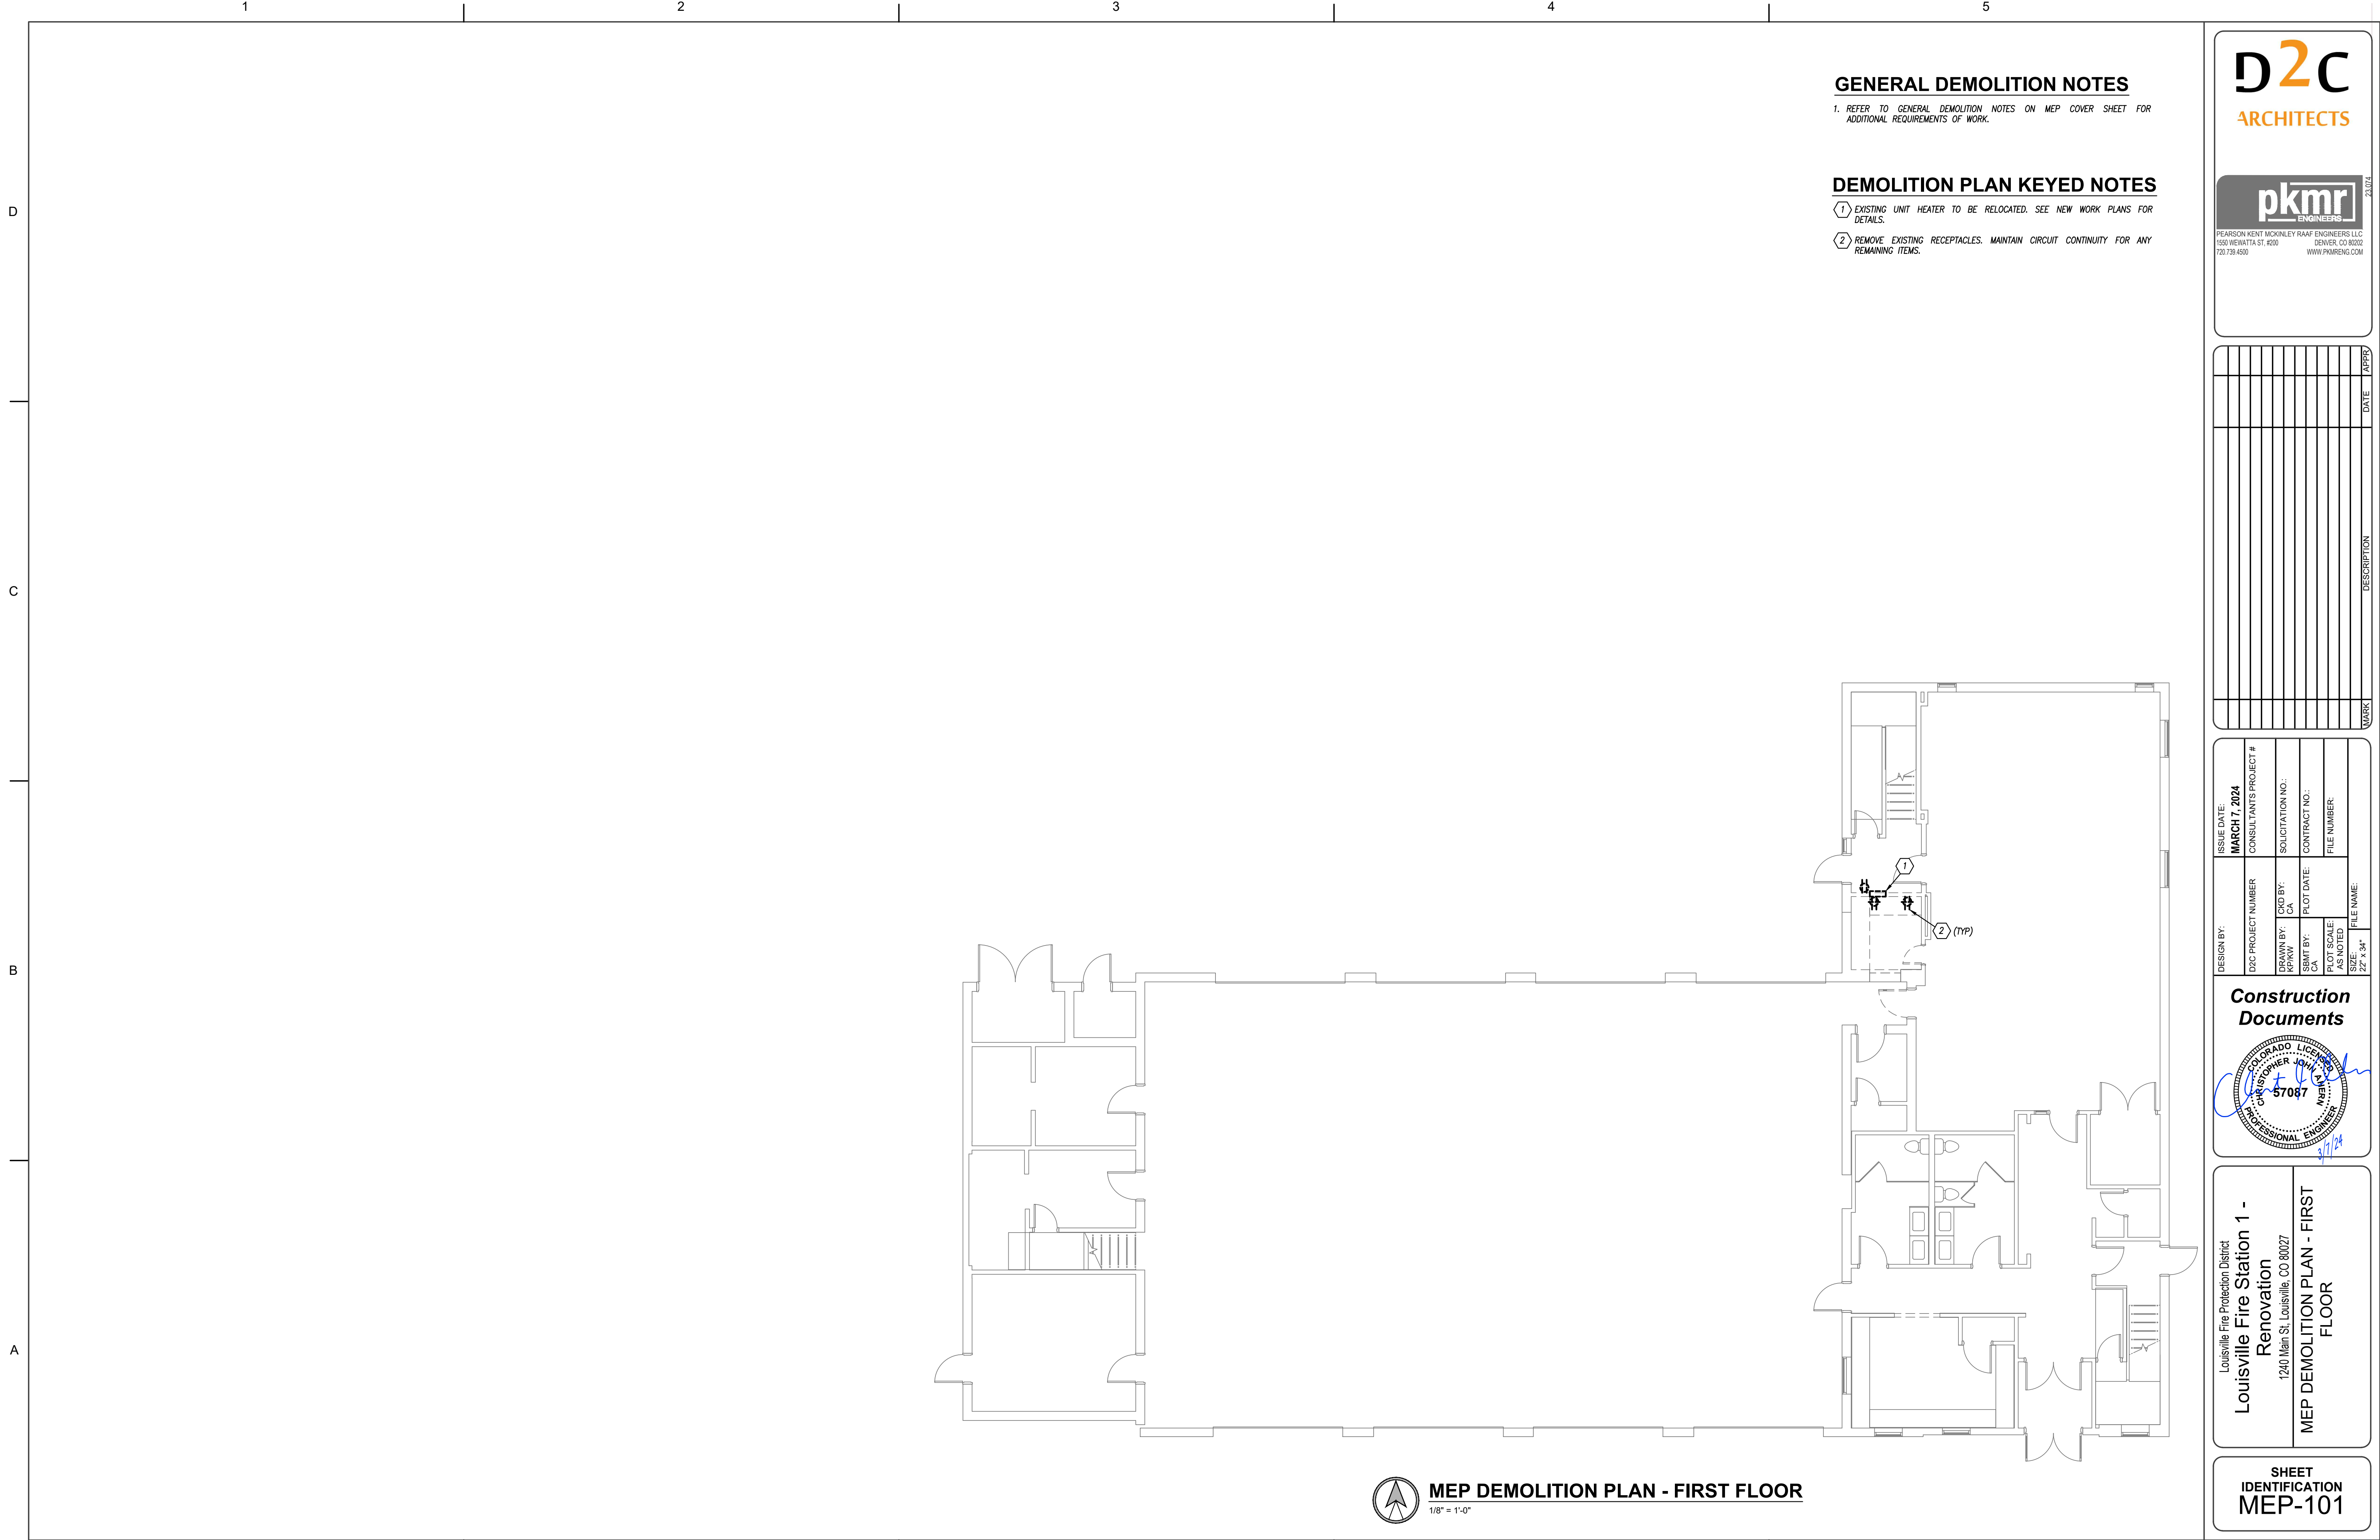 1
2
3
4
5
D
C
B
A
GENERAL DEMOLITION NOTES
1. REFER TO GENERAL DEMOLITION NOTES ON MEP COVER SHEET FOR
ADDITIONAL REQUIREMENTS OF WORK.
DEMOLITION PLAN KEYED NOTES
1 EXISTING UNIT HEATER TO BE RELOCATED. SEE NEW WORK PLANS FOR
DETAILS.
2 REMOVE EXISTING RECEPTACLES. MAINTAIN CIRCUIT CONTINUITY FOR ANY
REMAINING ITEMS.
1
2 (TYP)
MEP DEMOLITION PLAN - FIRST FLOOR
1/8" = 1'-0"
D2C
ARCHITECTS
pkmr
ENGINEERS
23.074
PEARSON KENT MCKINLEY RAAF ENGINEERS LLC
1550 WEWATTA ST, #200 DENVER, CO 80202
720.739.4500 WWW.PKMRENG.COM
MARK DESCRIPTION DATE APPR
DESIGN BY:
ISSUE DATE:
MARCH 7, 2024
D2C PROJECT NUMBER
CONSULTANTS PROJECT #
DRAWN BY:
KP/KW
CKD BY:
CA
SOLICITATION NO.:
SBMT BY:
CA
PLOT DATE:
CONTRACT NO.:
PLOT SCALE:
AS NOTED
FILE NUMBER:
SIZE:
22" x 34"
FILE NAME:
Construction
Documents
COLORADO LICENSED
CHRISTOPHER JOHN AHERN
57087
PROFESSIONAL ENGINEER
3/7/24
Louisville Fire Protection District
Louisville Fire Station 1 -
Renovation
1240 Main St, Louisville, CO 80027
MEP DEMOLITION PLAN - FIRST
FLOOR
SHEET
IDENTIFICATION
MEP-101